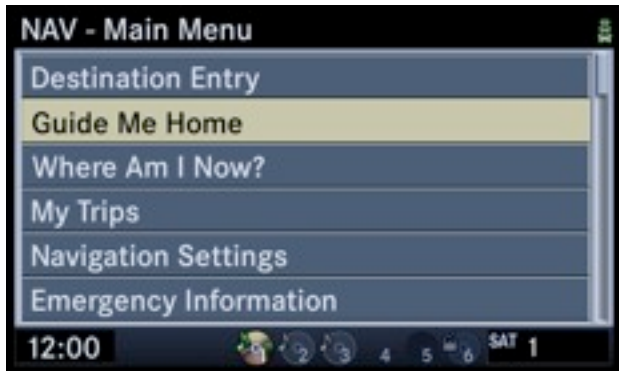 NAV - Main Menu
Destination Entry
Guide Me Home
Where Am I Now?
My Trips
Navigation Settings
Emergency Information
12:00 1 2 3 4 5 6 SAT 1